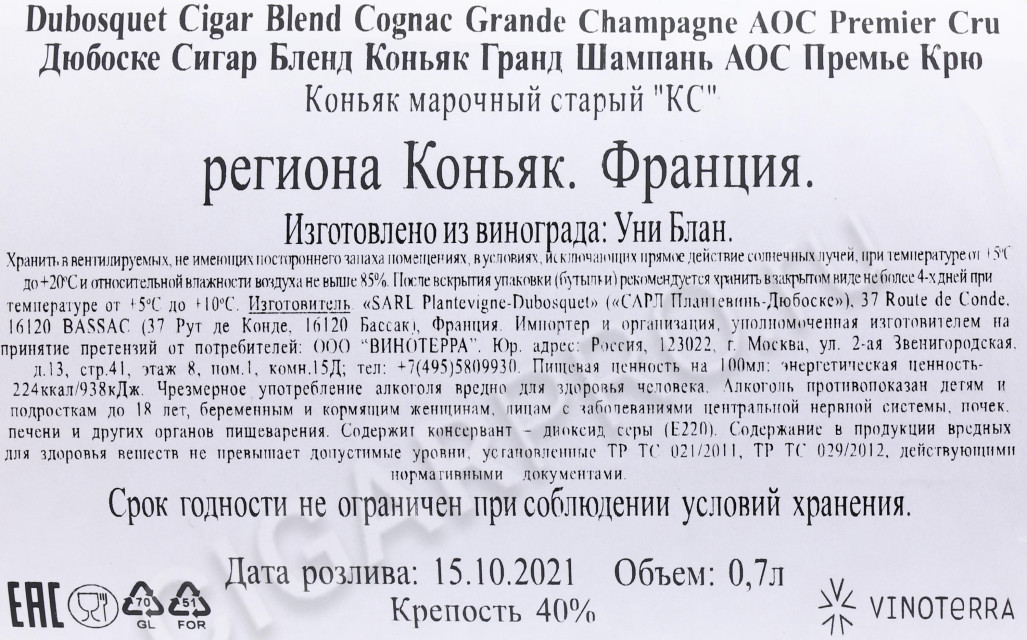 Dubosquet Cigar Blend Cognac Grande Champagne AOC Premier Cru
Дюбоске Сигар Бленд Коньяк Гранд Шампань АОС Премье Крю
Коньяк марочный старый "КС"
региона Коньяк. Франция.
Изготовлено из винограда: Уни Блан.
Хранить в вентилируемых, не имеющих постороннего запаха помещениях, в условиях, исключающих прямое действие солнечных лучей, при температуре от +5°С
до +20°С и относительной влажности воздуха не выше 85%. После вскрытия упаковки (бутылки) рекомендуется хранить в закрытом виде не более 4-х дней при
температуре от +5°С до +10°С. Изготовитель. «SARL Plantevigne-Dubosquet» («САРЛ Плантевинь-Дюбоске»), 37 Route de Conde,
16120 BASSAC (37 Рут де Конде, 16120 Бассак), Франция. Импортер и организация, уполномоченная изготовителем на
принятие претензий от потребителей: ООО "ВИНОТЕРРА". Юр. адрес: Россия, 123022, г. Москва, ул. 2-ая Звенигородская,
д.13, стр.41, этаж 8, пом.1, комн.15Д; тел: +7(495)5809930. Пищевая ценность на 100мл: энергетическая ценность-
224ккал/938кДж. Чрезмерное употребление алкоголя вредно для здоровья человека. Алкоголь противопоказан детям и
подросткам до 18 лет, беременным и кормящим женщинам, лицам с заболеваниями центральной нервной системы, почек,
печени и других органов пищеварения. Содержит консервант – диоксид серы (Е220). Содержание в продукции вредных
для здоровья веществ не превышает допустимые уровни, установленные ТР ТС 021/2011, ТР ТС 029/2012, действующими
нормативными документами.
Срок годности не ограничен при соблюдении условий хранения.
Дата розлива: 15.10.2021 Объем: 0,7л
Крепость 40%
EAC 70 GL 51 FOR VINOTERRA
CIGARPRO.RU